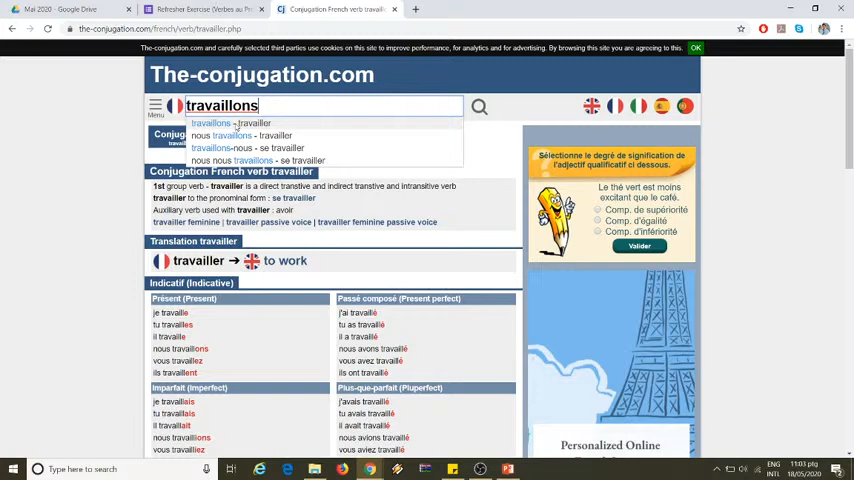 Mai 2020 - Google Drive
Refresher Exercise (Verbes au Pr
Conjugation French verb travaill
the-conjugation.com/french/verb/travailler.php
The-conjugation.com and carefully selected third parties use cookies on this site to improve performance, for analytics and for advertising. By browsing this site you are agreeing to this.
OK
The-conjugation.com
Menu
travaillons
travaillons - travailler
nous travaillons - travailler
travaillons-nous - se travailler
nous nous travaillons - se travailler
Conjug
travaill
Conjugation French verb travailler
1st group verb - travailler is a direct transtive and indirect transtive and intransitive verb
travailler to the pronominal form : se travailler
Auxiliary verb used with travailler : avoir
travailler feminine | travailler passive voice | travailler feminine passive voice
Translation travailler
travailler ➔ to work
Indicatif (Indicative)
Présent (Present)
je travaille
tu travailles
il travaille
nous travaillons
vous travaillez
ils travaillent
Passé composé (Present perfect)
j'ai travaillé
tu as travaillé
il a travaillé
nous avons travaillé
vous avez travaillé
ils ont travaillé
Imparfait (Imperfect)
je travaillais
tu travaillais
il travaillait
nous travaillions
vous travailliez
Plus-que-parfait (Pluperfect)
j'avais travaillé
tu avais travaillé
il avait travaillé
nous avions travaillé
vous aviez travaillé
Sélectionne le degré de signification de
l'adjectif qualificatif ci dessous.
Le thé vert est moins
excitant que le café.
Comp. de supériorité
Comp. d'égalité
Comp. d'infériorité
Valider
Personalized Online
Type here to search
ENG
INTL
11:03 ptg
18/05/2020
2